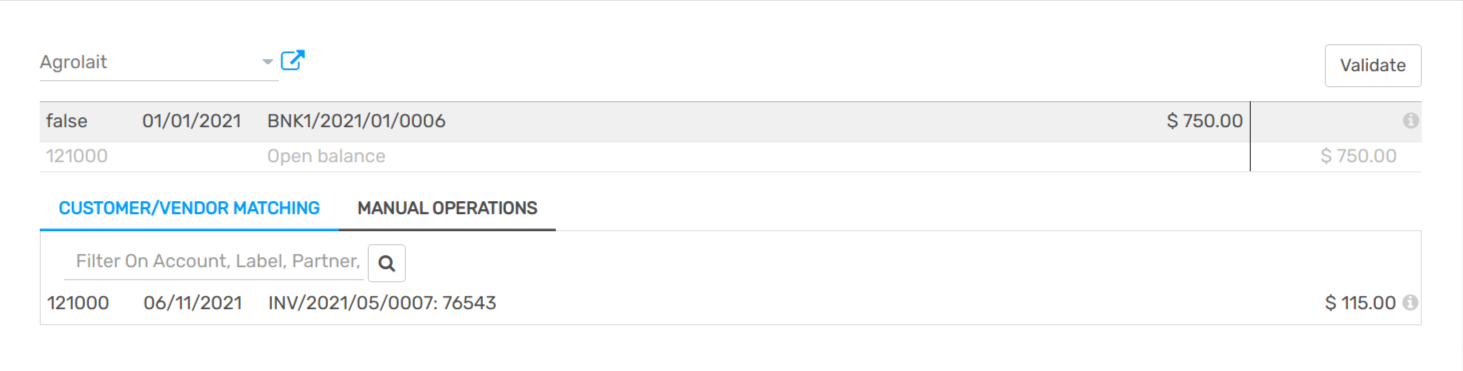 Agrolait
Validate
false 01/01/2021 BNK1/2021/01/0006 $ 750.00
121000 Open balance $ 750.00
CUSTOMER/VENDOR MATCHING MANUAL OPERATIONS
Filter On Account, Label, Partner,
121000 06/11/2021 INV/2021/05/0007: 76543 $ 115.00